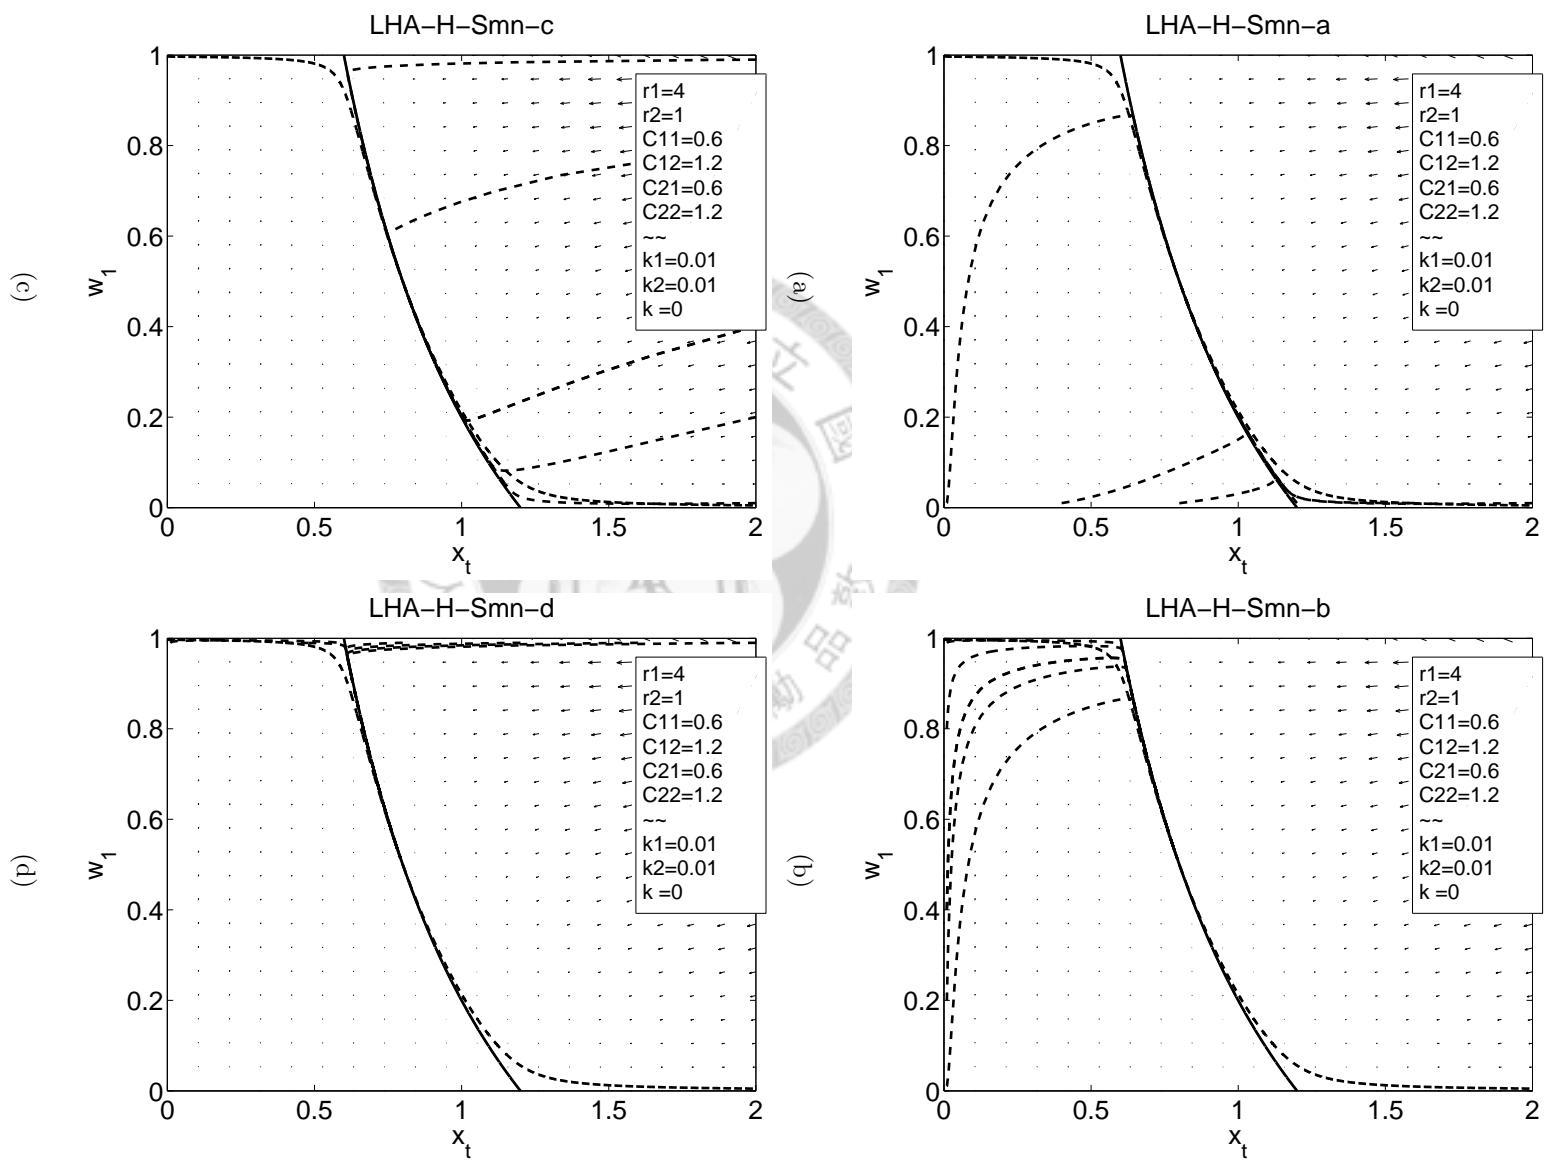 LHA-H-Smn-c
1
0.8
0.6
0.4
0.2
0
0
0.5
1
1.5
2
w1
xt
r1=4
r2=1
C11=0.6
C12=1.2
C21=0.6
C22=1.2
~~
k1=0.01
k2=0.01
k =0
(c)
LHA-H-Smn-a
1
0.8
0.6
0.4
0.2
0
0
0.5
1
1.5
2
w1
xt
r1=4
r2=1
C11=0.6
C12=1.2
C21=0.6
C22=1.2
~~
k1=0.01
k2=0.01
k =0
(a)
LHA-H-Smn-d
1
0.8
0.6
0.4
0.2
0
0
0.5
1
1.5
2
w1
xt
r1=4
r2=1
C11=0.6
C12=1.2
C21=0.6
C22=1.2
~~
k1=0.01
k2=0.01
k =0
(d)
LHA-H-Smn-b
1
0.8
0.6
0.4
0.2
0
0
0.5
1
1.5
2
w1
xt
r1=4
r2=1
C11=0.6
C12=1.2
C21=0.6
C22=1.2
~~
k1=0.01
k2=0.01
k =0
(b)
立
國
品
勵